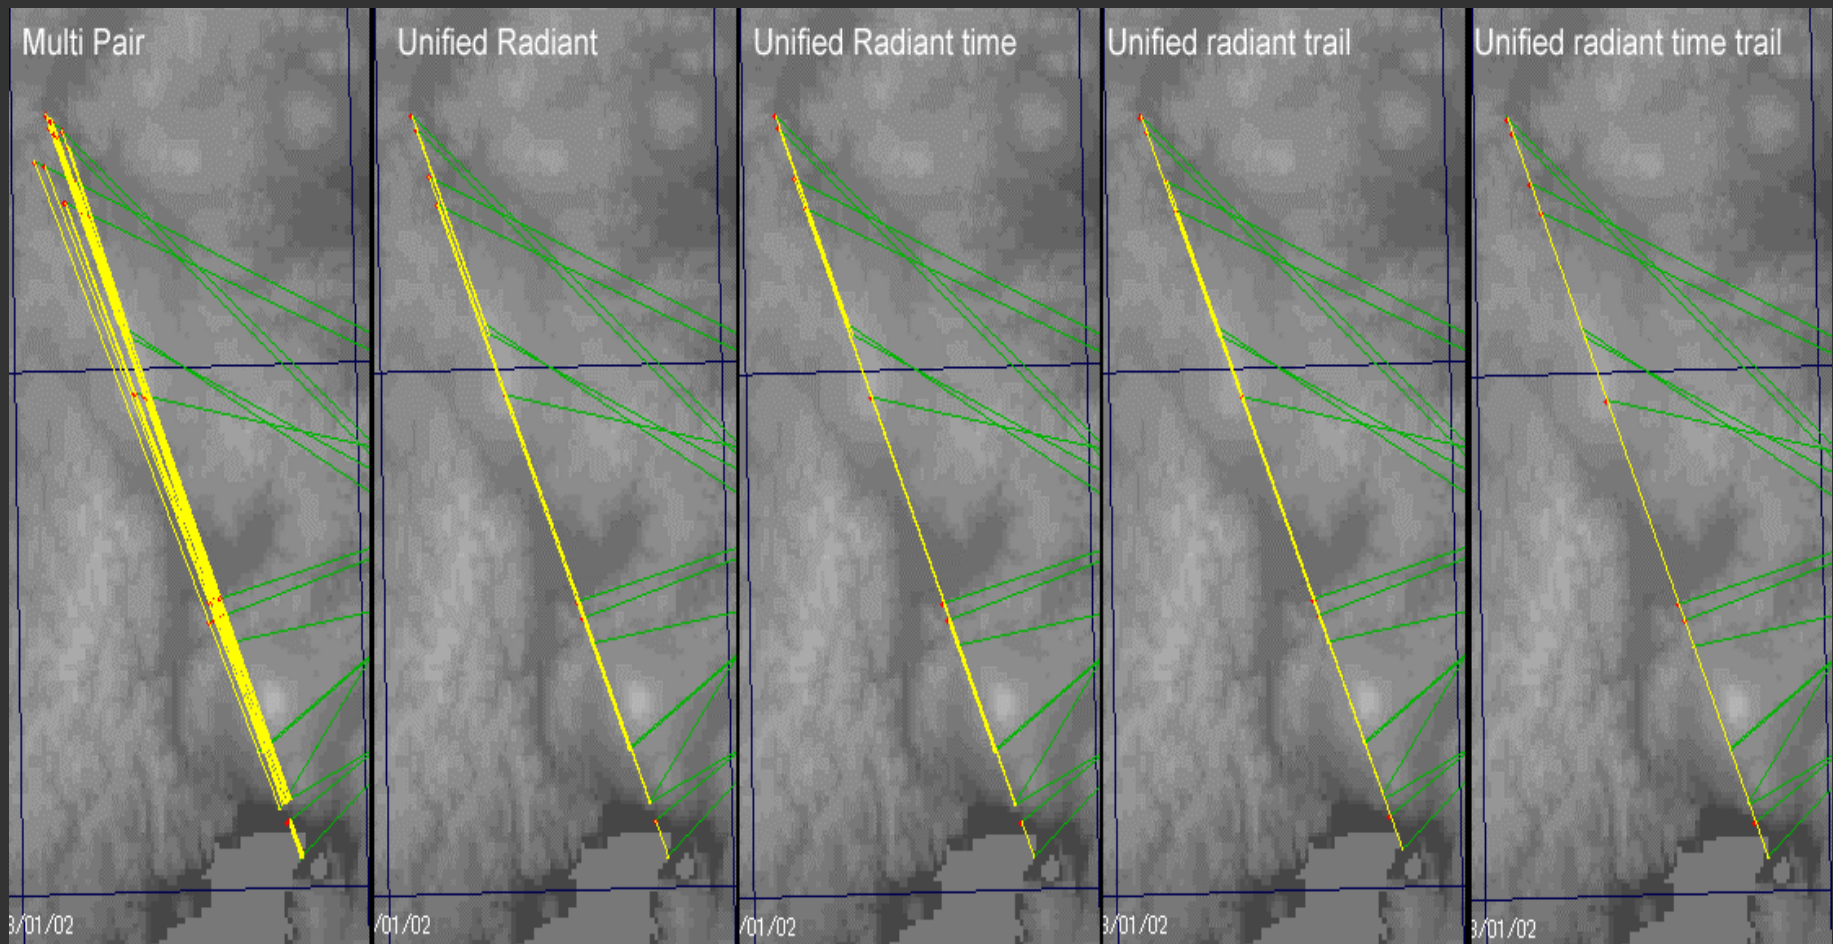 Multi Pair
Unified Radiant
Unified Radiant time
Unified radiant trail
Unified radiant time trail
3/01/02
/01/02
/01/02
3/01/02
3/01/02